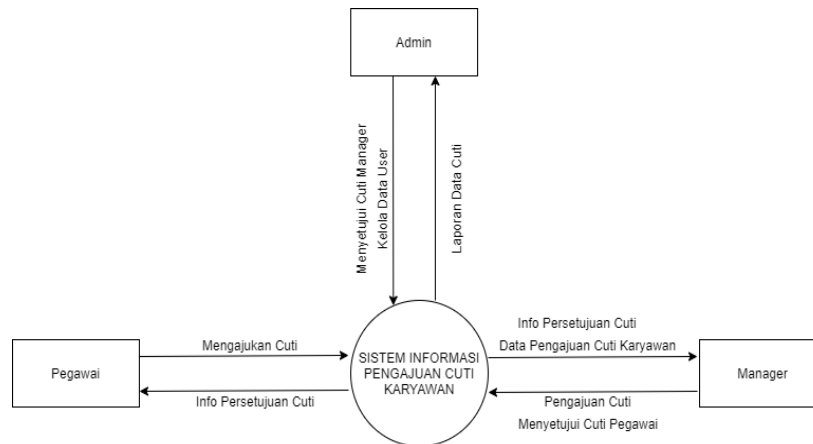 Admin
Menyetujui Cuti Manager
Kelola Data User
Laporan Data Cuti
Pegawai
Mengajukan Cuti
Info Persetujuan Cuti
SISTEM INFORMASI
PENGAJUAN CUTI
KARYAWAN
Info Persetujuan Cuti
Data Pengajuan Cuti Karyawan
Pengajuan Cuti
Menyetujui Cuti Pegawai
Manager